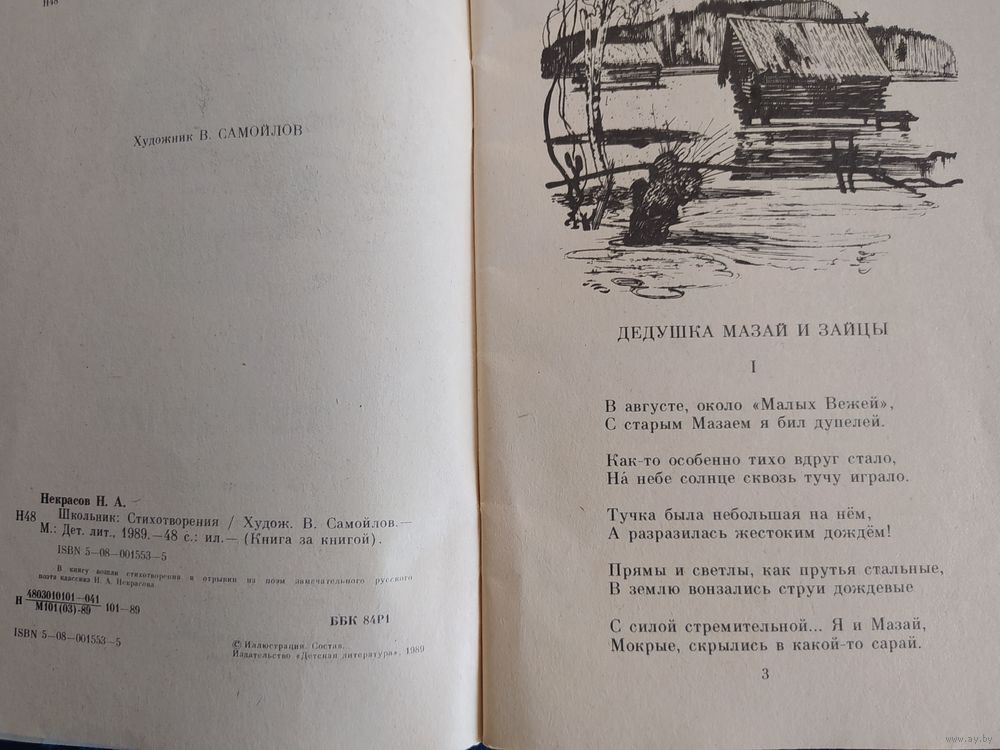 Н48
Художник В. САМОЙЛОВ
Некрасов Н. А.
Н48 Школьник: Стихотворения / Худож. В. Самойлов.—
М.: Дет. лит., 1989.—48 с.: ил.— (Книга за книгой).
ISBN 5—08—001553—5
В книгу вошли стихотворения и отрывки из поэм замечательного русского
поэта классика Н. А. Некрасова
Н 4803010101—041
М101(03)-89 101—89
ББК 84Р1
ISBN 5—08—001553—5
© Иллюстрации. Состав...
Издательство «Детская литература», 1989
ДЕДУШКА МАЗАЙ И ЗАЙЦЫ
I
В августе, около «Малых Вежей»,
С старым Мазаем я бил дупелей.
Как-то особенно тихо вдруг стало,
На́ небе солнце сквозь тучу играло.
Тучка была небольшая на нём,
А разразилась жестоким дождём!
Прямы и светлы, как прутья стальные,
В землю вонзались струи дождевые
С силой стремительной... Я и Мазай,
Мокрые, скрылись в какой-то сарай.
3
www.ay.by